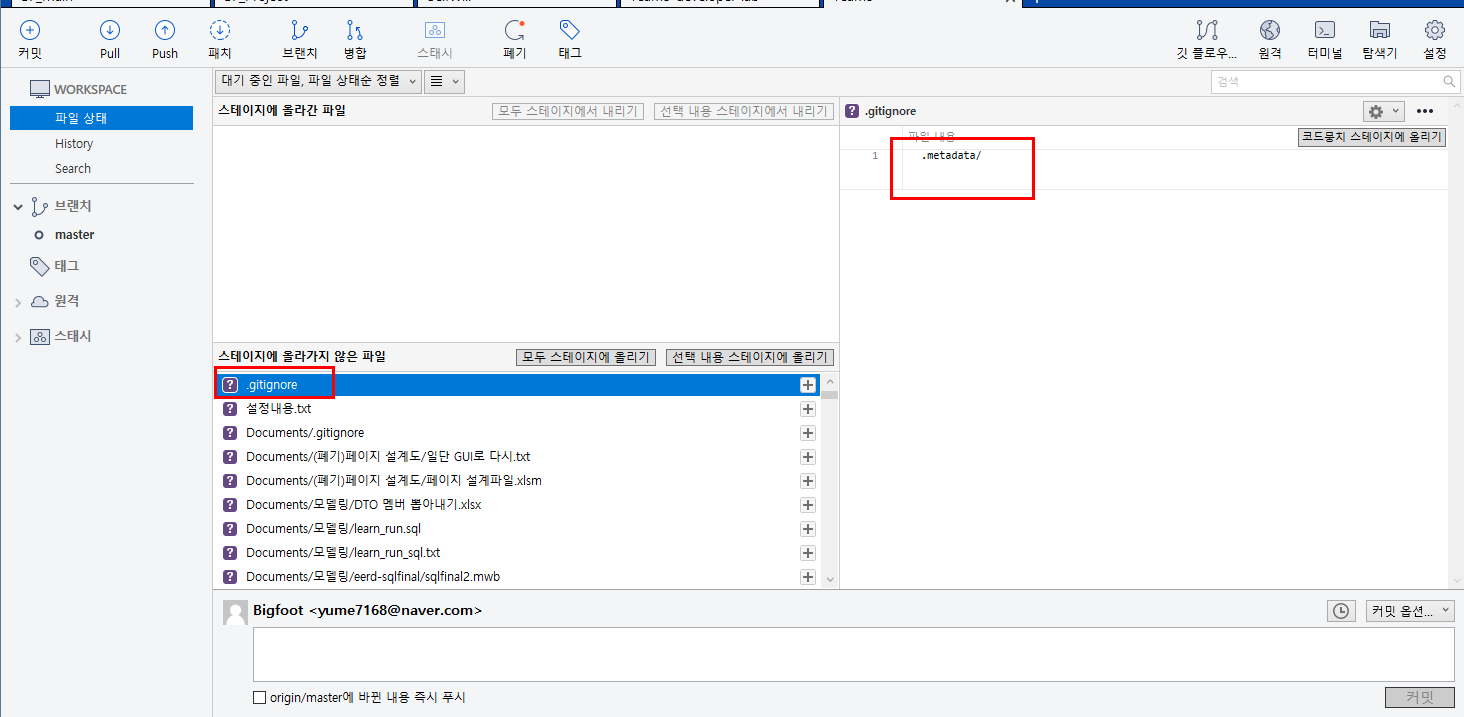 커밋 Pull Push 패치 브랜치 병합 스태시 폐기 태그 깃 플로우... 원격 터미널 탐색기 설정
WORKSPACE
파일 상태
History
Search
브랜치
master
태그
원격
스태시
대기 중인 파일, 파일 상태순 정렬
검색
스테이지에 올라간 파일 모두 스테이지에서 내리기 선택 내용 스테이지에서 내리기
.gitignore
파일 내용 코드뭉치 스테이지에 올리기
1 .metadata/
스테이지에 올라가지 않은 파일 모두 스테이지에 올리기 선택 내용 스테이지에 올리기
.gitignore
설정내용.txt
Documents/.gitignore
Documents/(폐기)페이지 설계도/일단 GUI로 다시.txt
Documents/(폐기)페이지 설계도/페이지 설계파일.xlsm
Documents/모델링/DTO 멤버 뽑아내기.xlsx
Documents/모델링/learn_run.sql
Documents/모델링/learn_run_sql.txt
Documents/모델링/eerd-sqlfinal/sqlfinal2.mwb
Bigfoot <yume7168@naver.com>
커밋 옵션...
origin/master에 바뀐 내용 즉시 푸시
커밋